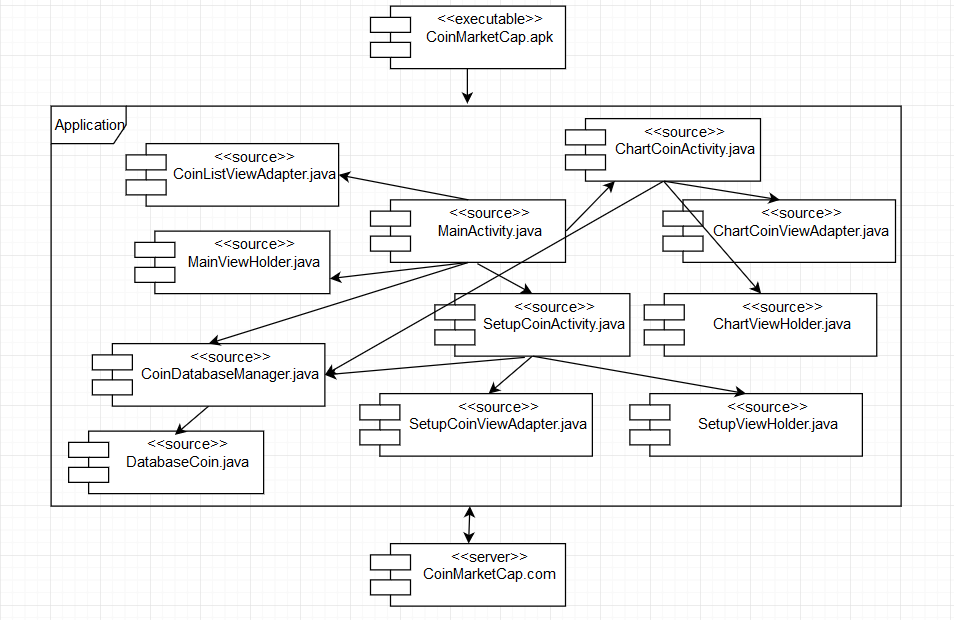 <<executable>>
CoinMarketCap.apk
Application
<<source>>
ChartCoinActivity.java
<<source>>
CoinListViewAdapter.java
<<source>>
MainActivity.java
<<source>>
ChartCoinViewAdapter.java
<<source>>
MainViewHolder.java
<<source>>
SetupCoinActivity.java
<<source>>
ChartViewHolder.java
<<source>>
CoinDatabaseManager.java
<<source>>
SetupCoinViewAdapter.java
<<source>>
SetupViewHolder.java
<<source>>
DatabaseCoin.java
<<server>>
CoinMarketCap.com